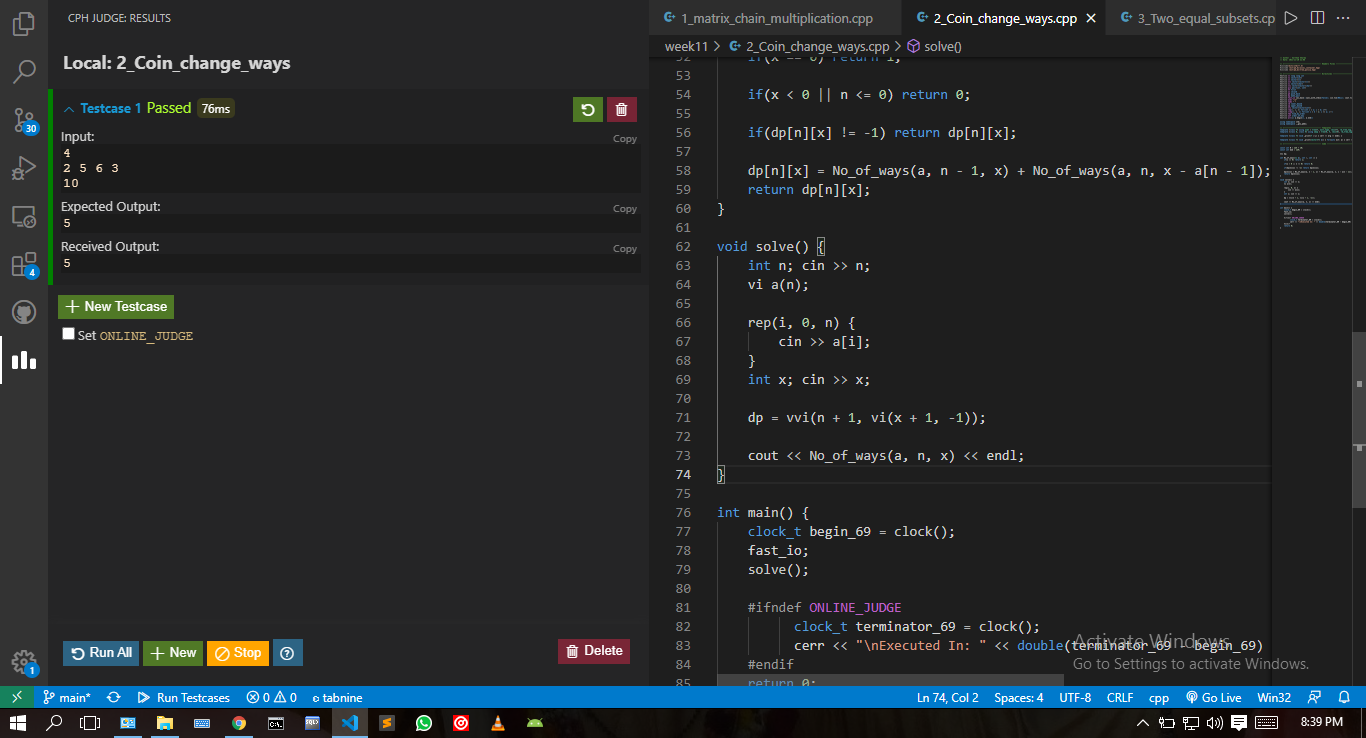 CPH JUDGE: RESULTS
Local: 2_Coin_change_ways
Testcase 1 Passed 76ms
Input:
Copy
4
2 5 6 3
10
Expected Output:
Copy
5
Received Output:
Copy
5
New Testcase
Set ONLINE_JUDGE
Run All
New
Stop
Delete
30
4
1
1_matrix_chain_multiplication.cpp
2_Coin_change_ways.cpp
3_Two_equal_subsets.cp
week11 > 2_Coin_change_ways.cpp > solve()
52 if(x == 0) return 1;
53
54 if(x < 0 || n <= 0) return 0;
55
56 if(dp[n][x] != -1) return dp[n][x];
57
58 dp[n][x] = No_of_ways(a, n - 1, x) + No_of_ways(a, n, x - a[n - 1]);
59 return dp[n][x];
60 }
61
62 void solve() {
63 int n; cin >> n;
64 vi a(n);
65
66 rep(i, 0, n) {
67 cin >> a[i];
68 }
69 int x; cin >> x;
70
71 dp = vvi(n + 1, vi(x + 1, -1));
72
73 cout << No_of_ways(a, n, x) << endl;
74 }
75
76 int main() {
77 clock_t begin_69 = clock();
78 fast_io;
79 solve();
80
81 #ifndef ONLINE_JUDGE
82 clock_t terminator_69 = clock();
83 cerr << "\nExecuted In: " << double(terminator_69 - begin_69)
84 #endif
85 return 0;
Activate Windows
Go to Settings to activate Windows.
main* Run Testcases 0 0 tabnine
Ln 74, Col 2 Spaces: 4 UTF-8 CRLF cpp Go Live Win32
8:39 PM